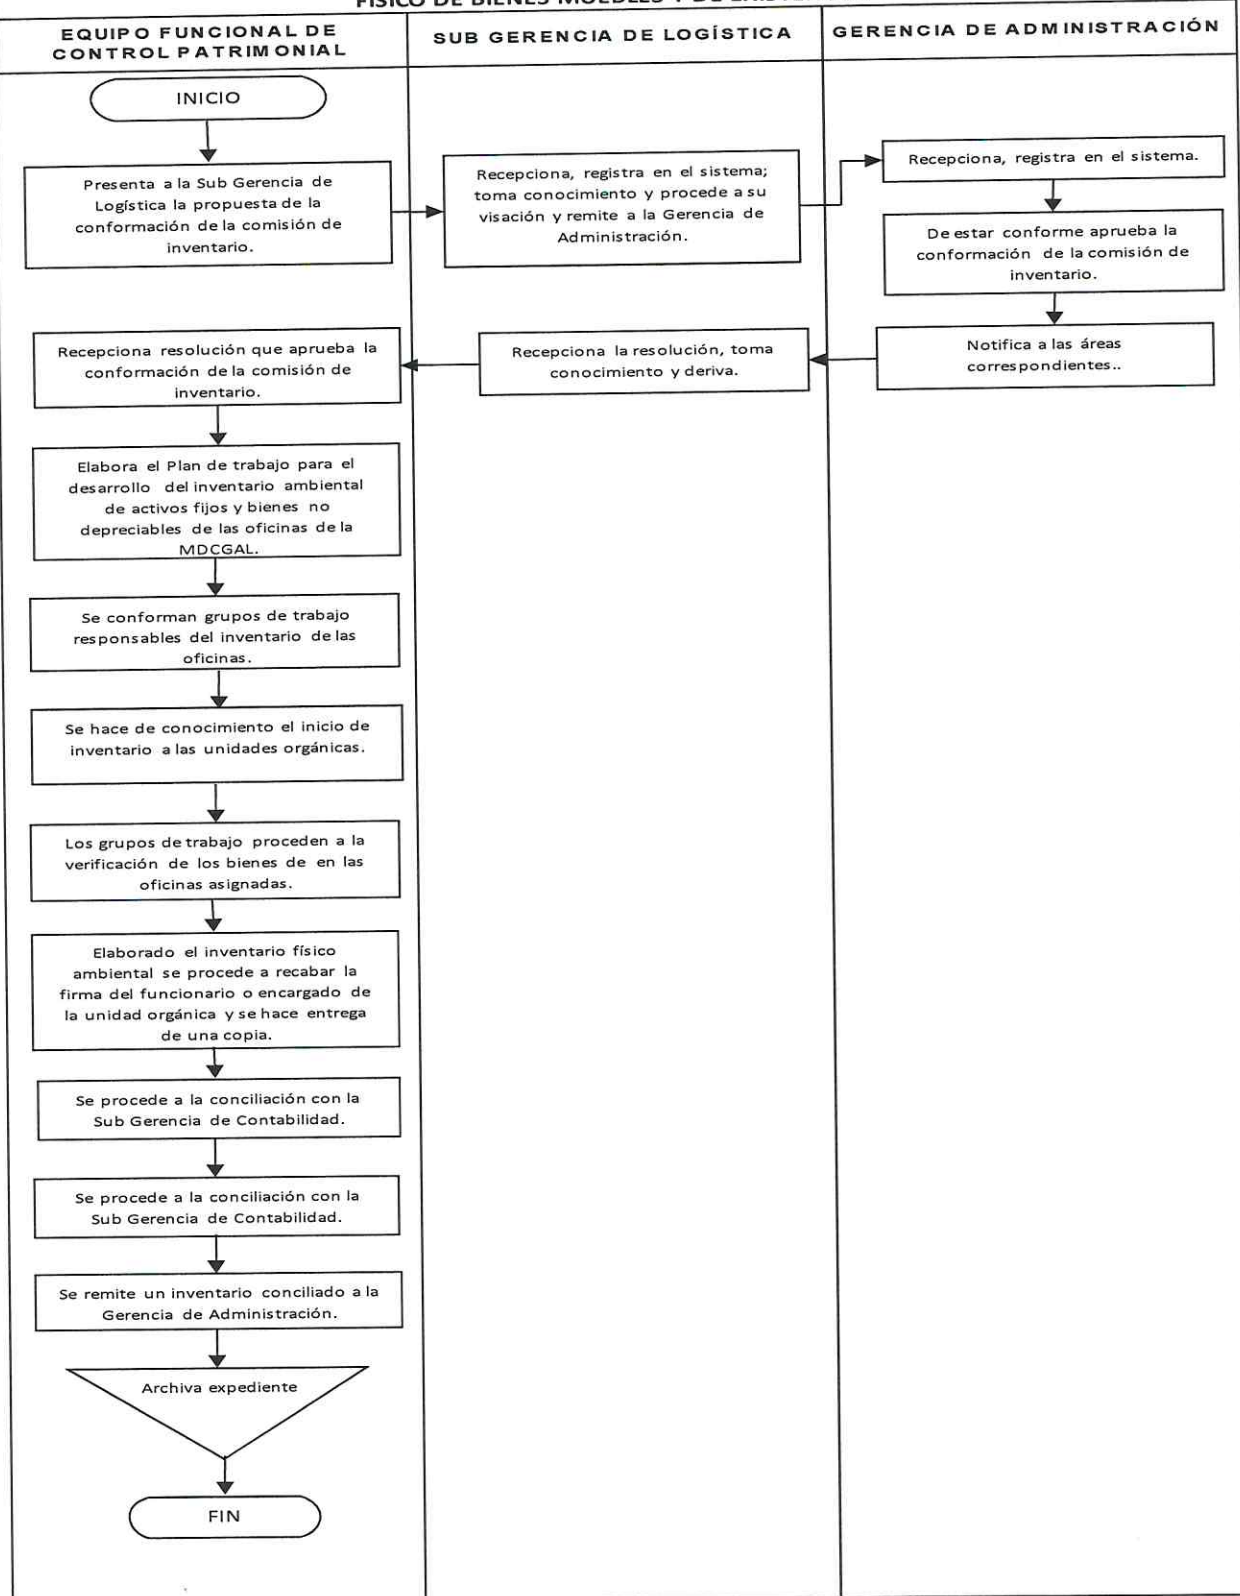 FÍSICO DE BIENES MUEBLES Y DE
EQUIPO FUNCIONAL DE
CONTROL PATRIMONIAL
SUB GERENCIA DE LOGÍSTICA
GERENCIA DE ADMINISTRACIÓN
INICIO
Presenta a la Sub Gerencia de
Logística la propuesta de la
conformación de la comisión de
inventario.
Recepciona, registra en el sistema;
toma conocimiento y procede a su
visación y remite a la Gerencia de
Administración.
Recepciona, registra en el sistema.
De estar conforme aprueba la
conformación de la comisión de
inventario.
Notifica a las áreas
correspondientes..
Recepciona la resolución, toma
conocimiento y deriva.
Recepciona resolución que aprueba la
conformación de la comisión de
inventario.
Elabora el Plan de trabajo para el
desarrollo del inventario ambiental
de activos fijos y bienes no
depreciables de las oficinas de la
MDCGAL.
Se conforman grupos de trabajo
responsables del inventario de las
oficinas.
Se hace de conocimiento el inicio de
inventario a las unidades orgánicas.
Los grupos de trabajo proceden a la
verificación de los bienes de en las
oficinas asignadas.
Elaborado el inventario físico
ambiental se procede a recabar la
firma del funcionario o encargado de
la unidad orgánica y se hace entrega
de una copia.
Se procede a la conciliación con la
Sub Gerencia de Contabilidad.
Se procede a la conciliación con la
Sub Gerencia de Contabilidad.
Se remite un inventario conciliado a la
Gerencia de Administración.
Archiva expediente
FIN